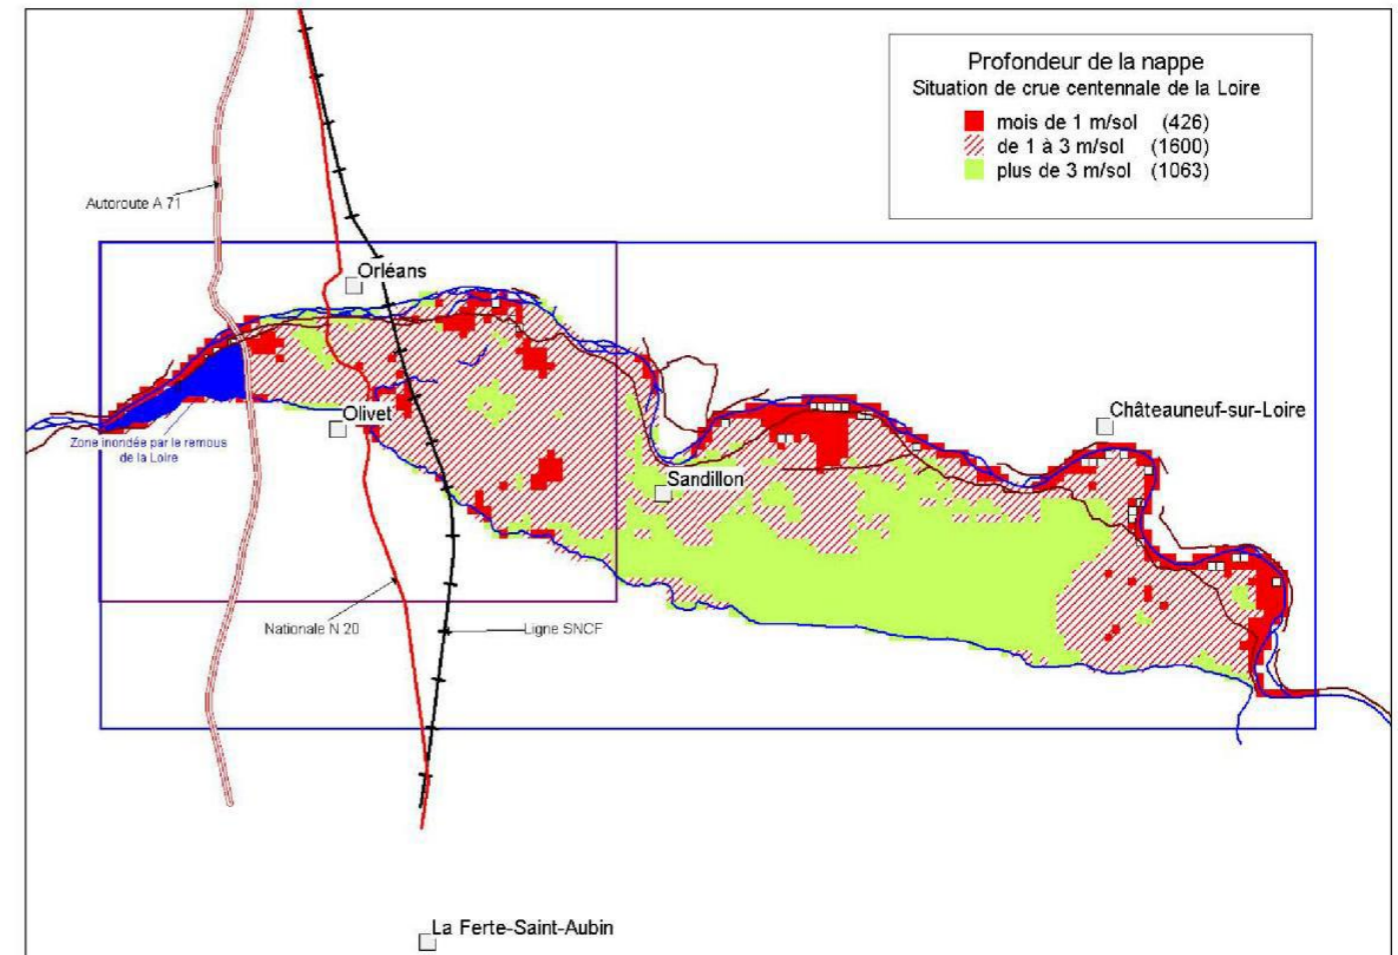 Profondeur de la nappe
Situation de crue centennale de la Loire
mois de 1 m/sol (426)
de 1 à 3 m/sol (1600)
plus de 3 m/sol (1063)
Autoroute A 71
Orléans
Olivet
Zone inondée par le remous
de la Loire
Châteauneuf-sur-Loire
Sandillon
Nationale N 20
Ligne SNCF
La Ferte-Saint-Aubin